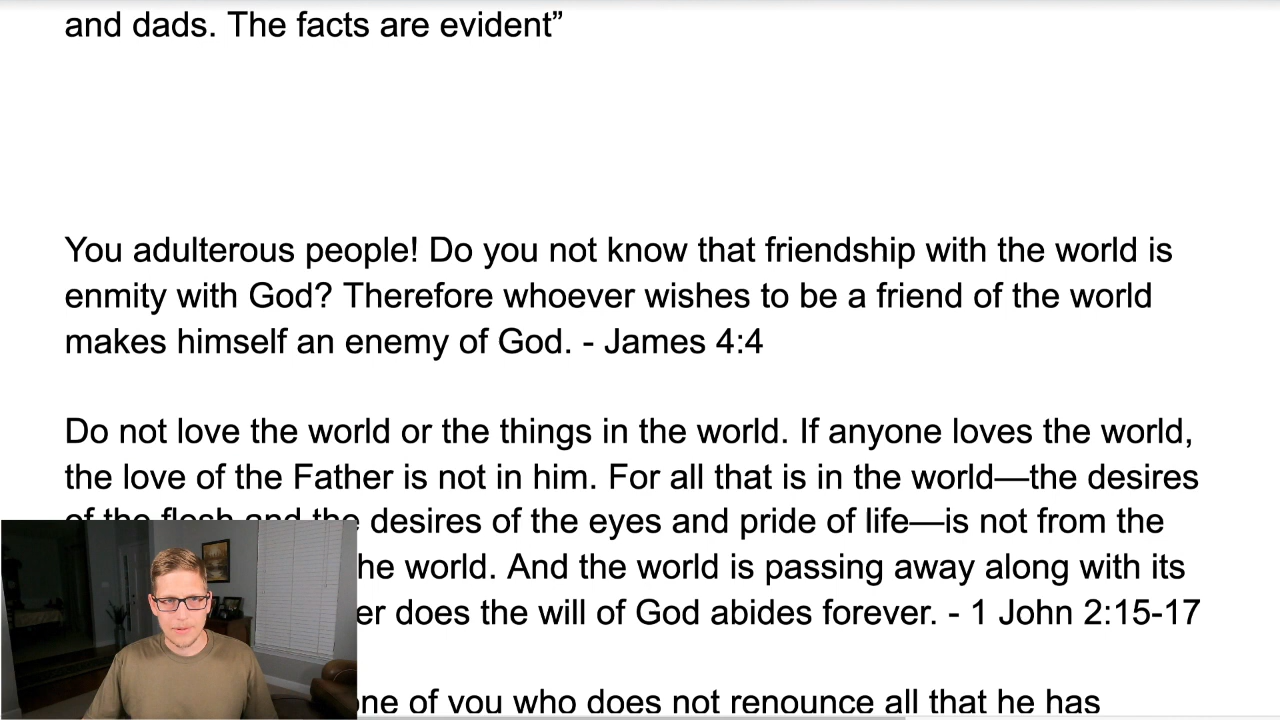 and dads. The facts are evident”
You adulterous people! Do you not know that friendship with the world is
enmity with God? Therefore whoever wishes to be a friend of the world
makes himself an enemy of God. - James 4:4
Do not love the world or the things in the world. If anyone loves the world,
the love of the Father is not in him. For all that is in the world—the desires
of the flesh and the desires of the eyes and pride of life—is not from the
he world. And the world is passing away along with its
er does the will of God abides forever. - 1 John 2:15-17
ne of you who does not renounce all that he has